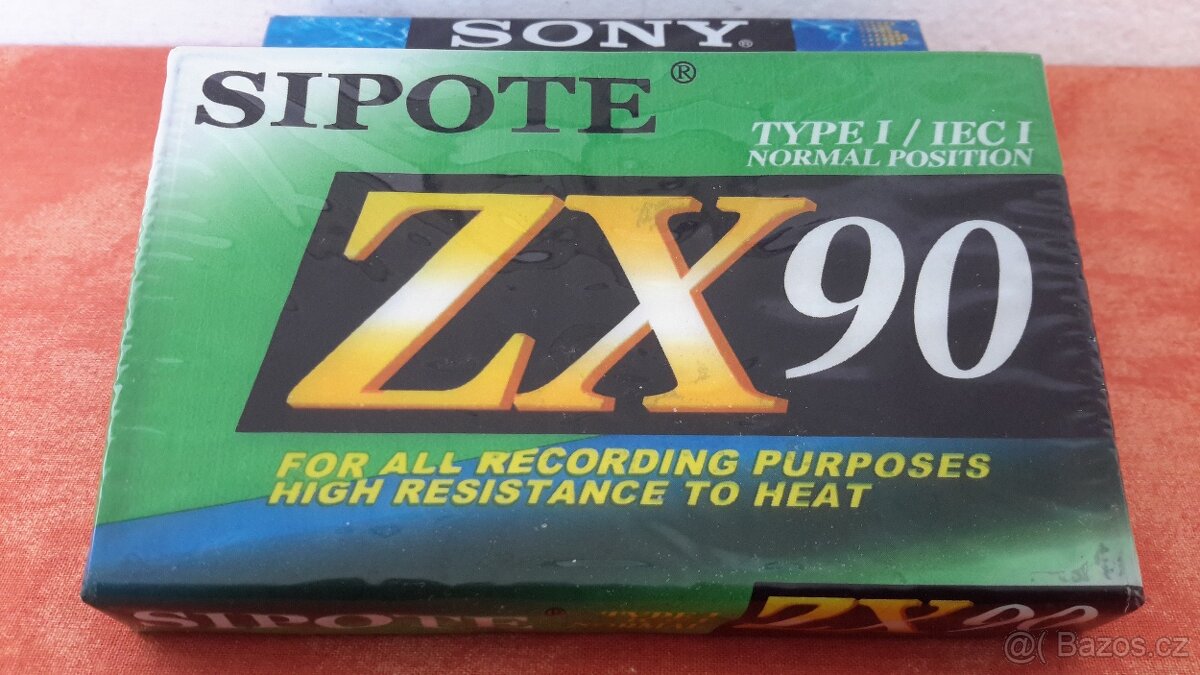 SONY®
SIPOTE®
TYPE I / IEC I
NORMAL POSITION
ZX90
FOR ALL RECORDING PURPOSES
HIGH RESISTANCE TO HEAT
SIPOTE®
TYPE I
ZX90
@( Bazos.cz